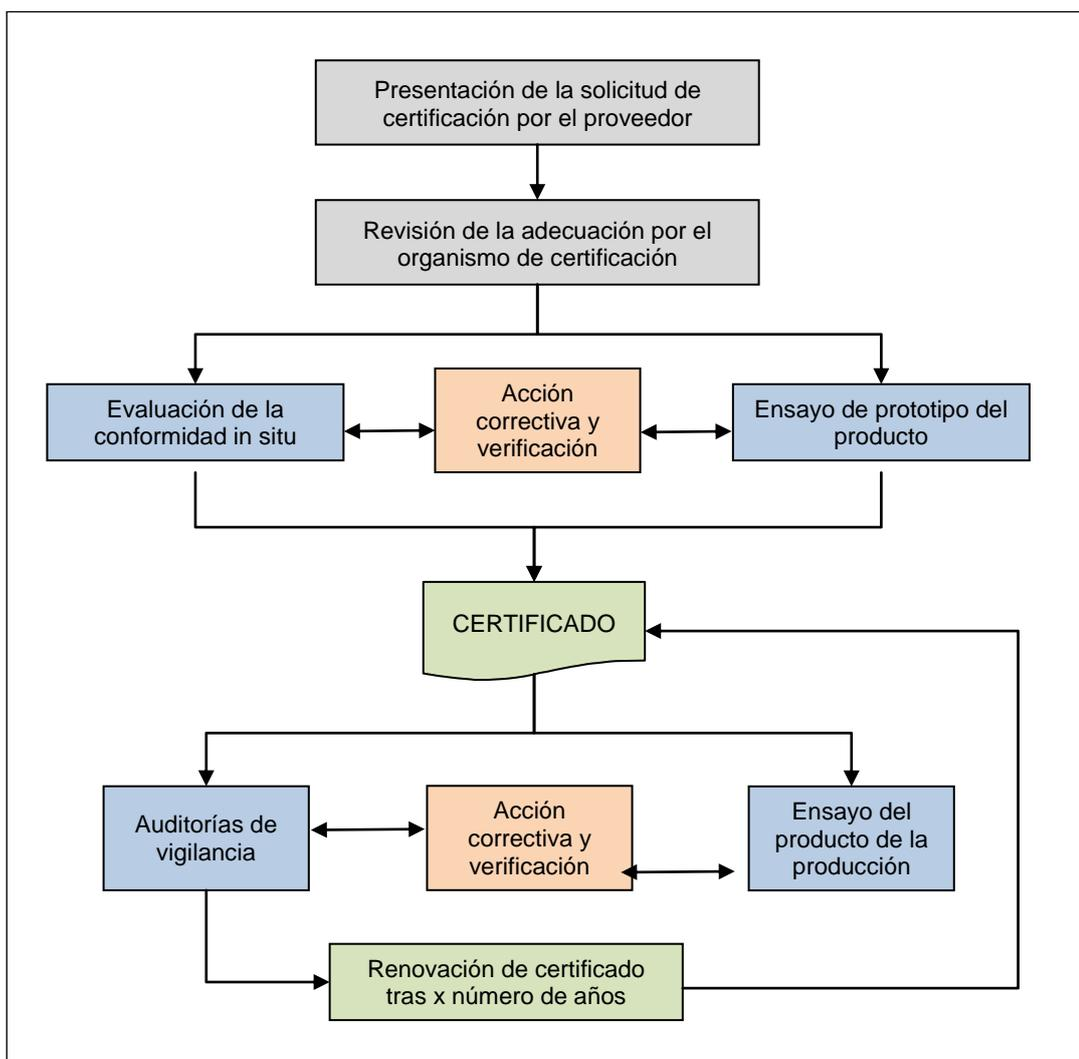 Presentación de la solicitud de
certificación por el proveedor
Revisión de la adecuación por el
organismo de certificación
Evaluación de la
conformidad in situ
Acción
correctiva y
verificación
Ensayo de prototipo del
producto
CERTIFICADO
Auditorías de
vigilancia
Acción
correctiva y
verificación
Ensayo del
producto de la
producción
Renovación de certificado
tras x número de años